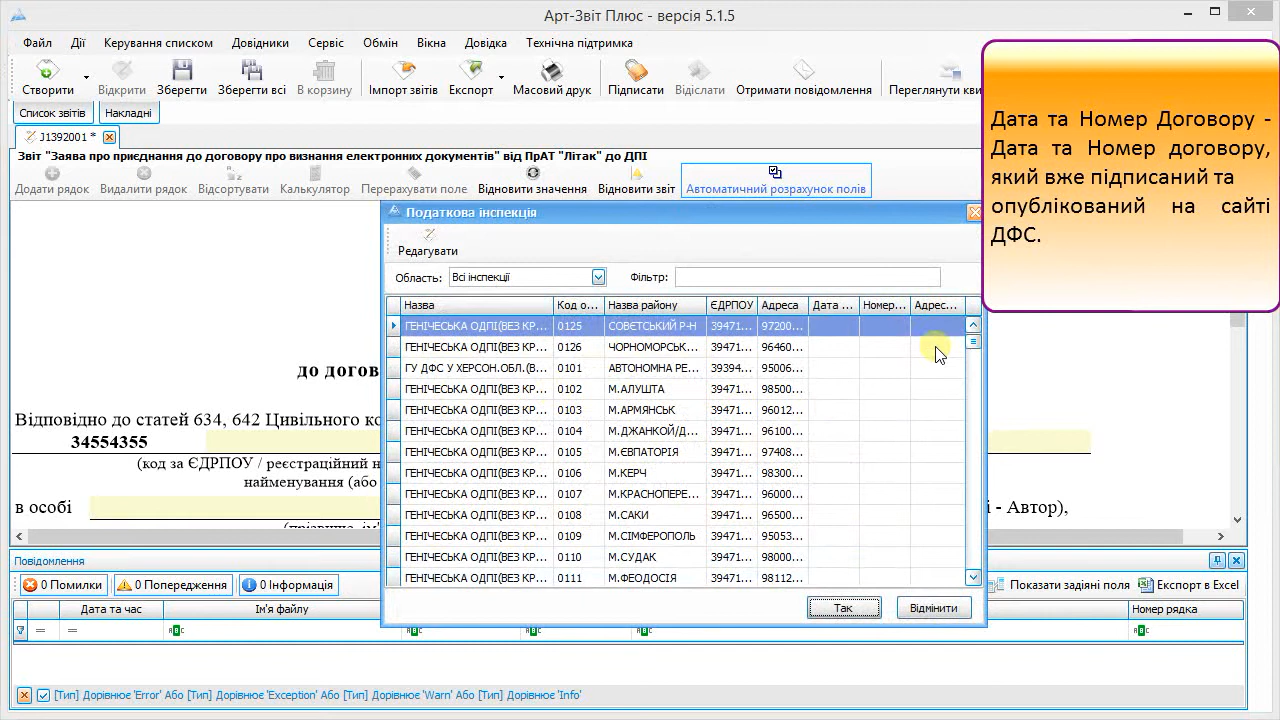 Арт-Звіт Плюс - версія 5.1.5
Файл Дії Керування списком Довідники Сервіс Обмін Вікна Довідка Технічна підтримка
Створити Відкрити Зберегти Зберегти всі В корзину Імпорт звітів Експорт Масовий друк Підписати Відіслати Отримати повідомлення Переглянути кви
Список звітів Накладні
J1392001 *
Звіт "Заява про приєднання до договору про визнання електронних документів" від ПрАТ "Літак" до ДПІ
Додати рядок Видалити рядок Відсортувати Калькулятор Перерахувати поле Відновити значення Відновити звіт Автоматичний розрахунок полів
Дата та Номер Договору -
Дата та Номер договору,
який вже підписаний та
опублікований на сайті
ДФС.
Податкова інспекція
Редагувати
Область: Всі інспекції Фільтр:
Назва Код о... Назва району ЄДРПОУ Адреса Дата ... Номер... Адрес...
ГЕНІЧЕСЬКА ОДПІ(ВЕЗ КР... 0125 СОВЄТСЬКИЙ Р-Н 39471... 97200...
ГЕНІЧЕСЬКА ОДПІ(ВЕЗ КР... 0126 ЧОРНОМОРСЬК... 39471... 96460...
ГУ ДФС У ХЕРСОН.ОБЛ.(В... 0101 АВТОНОМНА РЕ... 39394... 95006...
ГЕНІЧЕСЬКА ОДПІ(ВЕЗ КР... 0102 М.АЛУШТА 39471... 98500...
ГЕНІЧЕСЬКА ОДПІ(ВЕЗ КР... 0103 М.АРМЯНСЬК 39471... 96012...
ГЕНІЧЕСЬКА ОДПІ(ВЕЗ КР... 0104 М.ДЖАНКОЙ/Д... 39471... 96100...
ГЕНІЧЕСЬКА ОДПІ(ВЕЗ КР... 0105 М.ЄВПАТОРІЯ 39471... 97408...
ГЕНІЧЕСЬКА ОДПІ(ВЕЗ КР... 0106 М.КЕРЧ 39471... 98300...
ГЕНІЧЕСЬКА ОДПІ(ВЕЗ КР... 0107 М.КРАСНОПЕРЕ... 39471... 96000...
ГЕНІЧЕСЬКА ОДПІ(ВЕЗ КР... 0108 М.САКИ 39471... 96500...
ГЕНІЧЕСЬКА ОДПІ(ВЕЗ КР... 0109 М.СІМФЕРОПОЛЬ 39471... 95053...
ГЕНІЧЕСЬКА ОДПІ(ВЕЗ КР... 0110 М.СУДАК 39471... 98000...
ГЕНІЧЕСЬКА ОДПІ(ВЕЗ КР... 0111 М.ФЕОДОСІЯ 39471... 98112...
Так Відмінити
до догов
Відповідно до статей 634, 642 Цивільного ко
34554355
(код за ЄДРПОУ / реєстраційний н
найменування (або
в особі і - Автор),
Повідомлення
0 Помилки 0 Попередження 0 Інформація Показати задіяні поля Експорт в Excel
Дата та час Ім'я файлу Номер рядка
[Тип] Дорівнює 'Error' Або [Тип] Дорівнює 'Exception' Або [Тип] Дорівнює 'Warn' Або [Тип] Дорівнює 'Info'